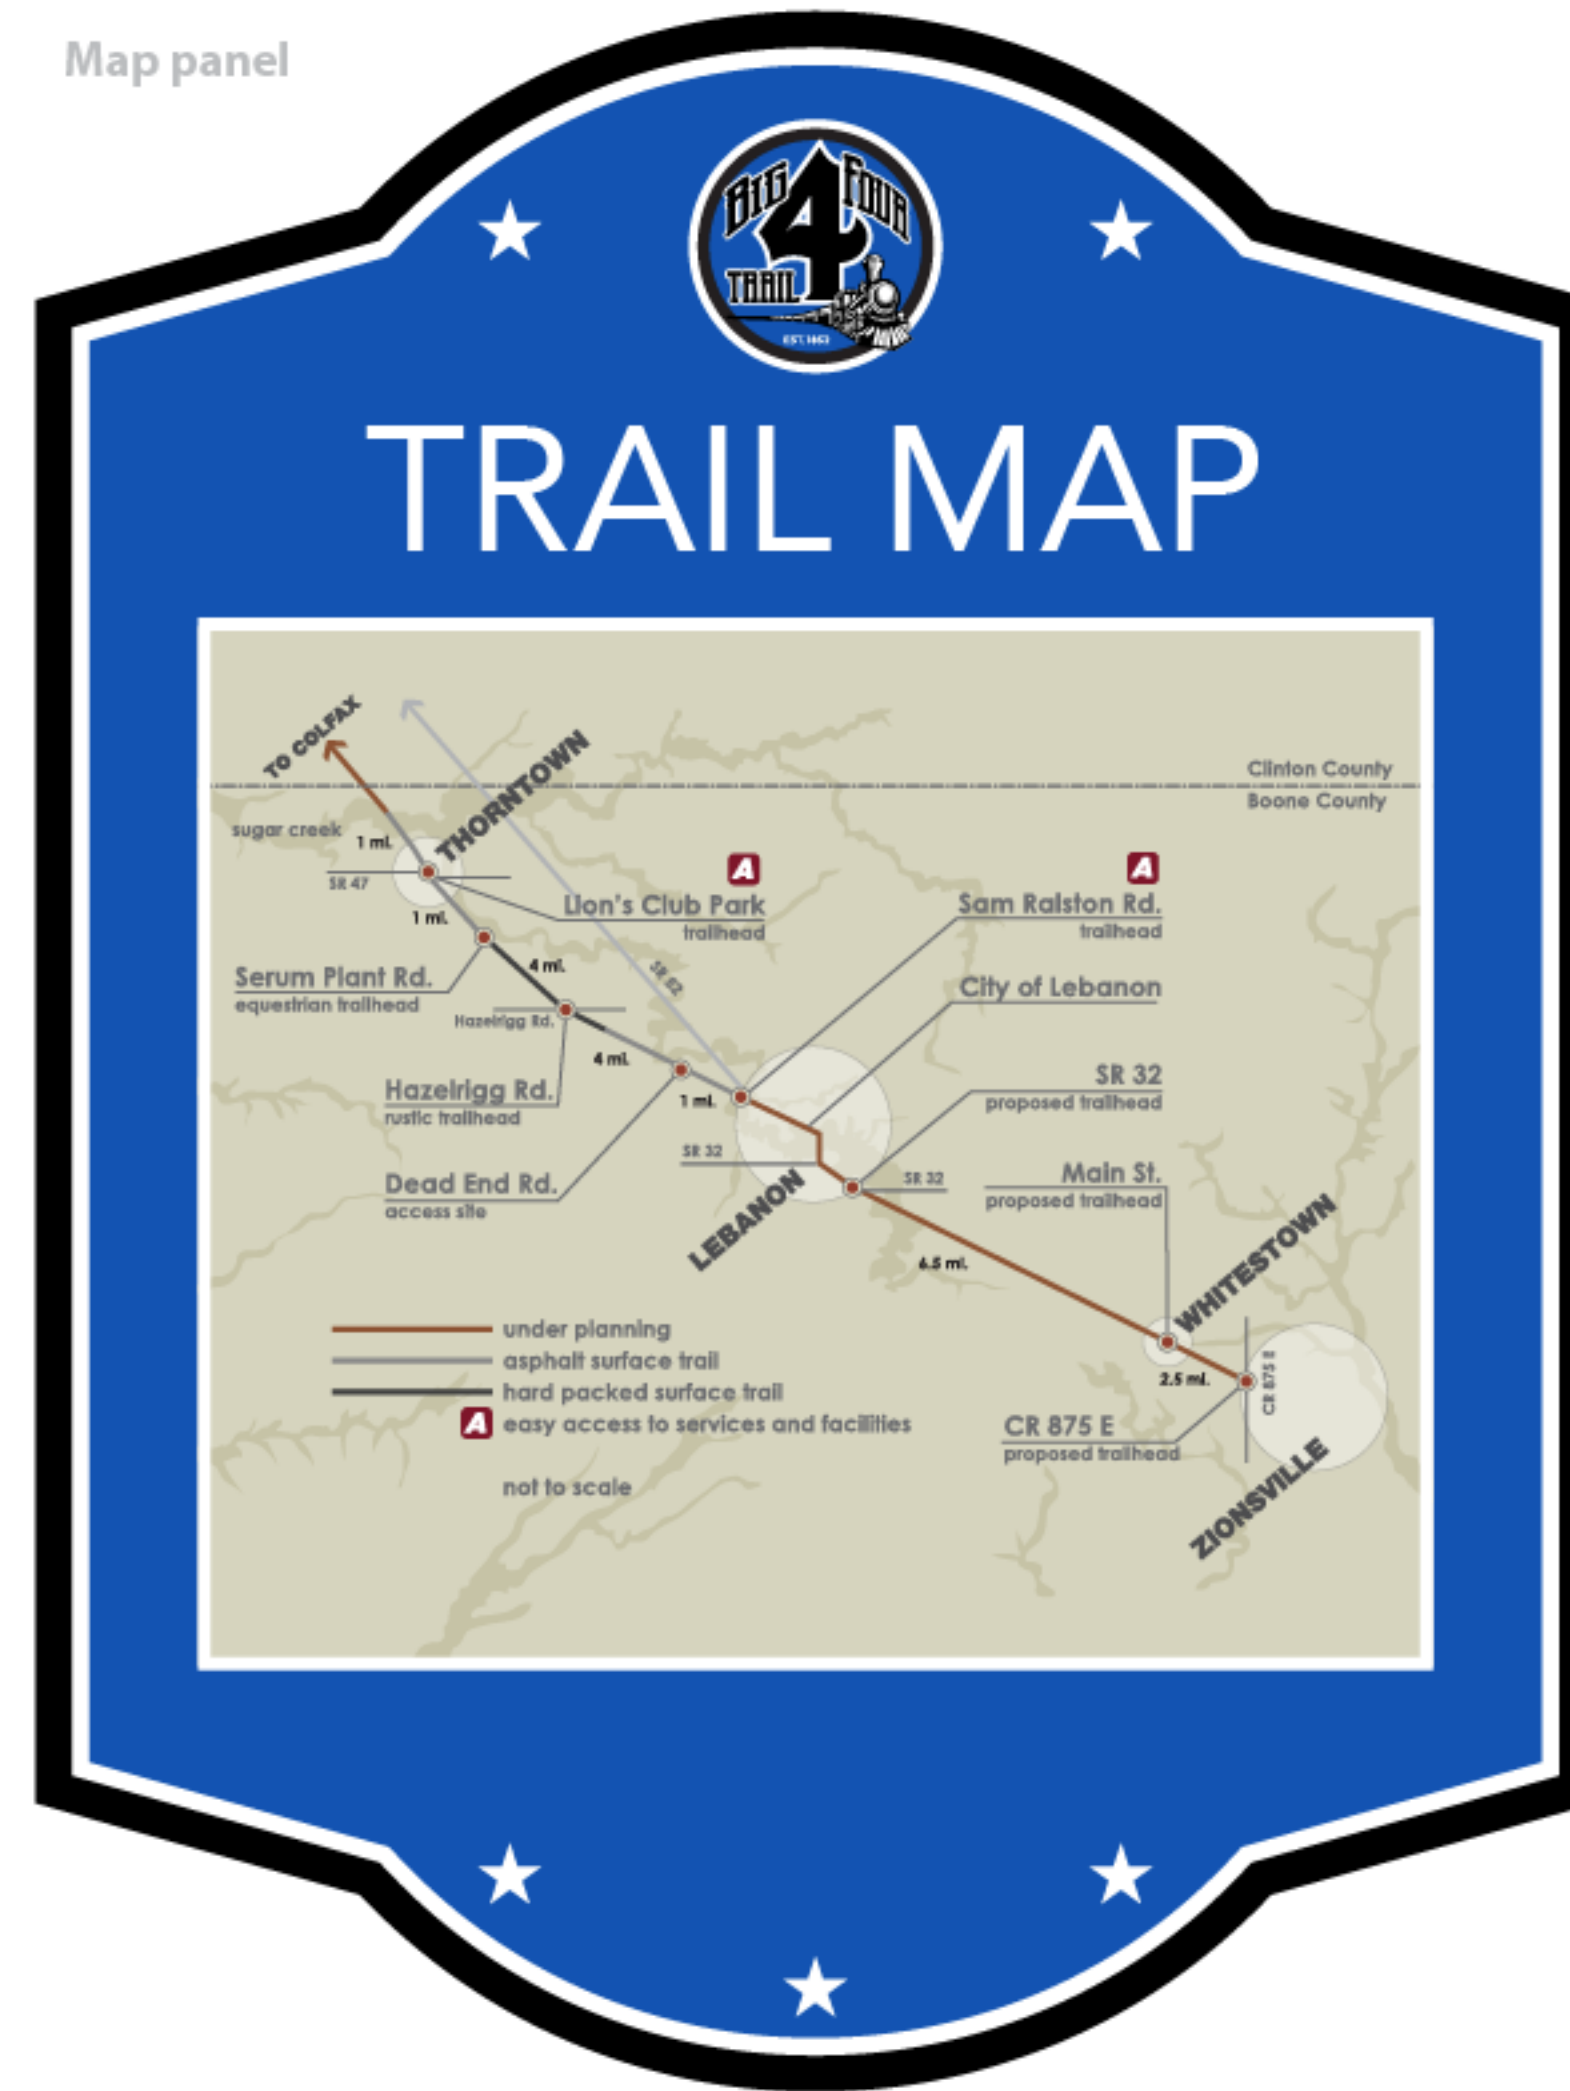 Map panel
BIG FOUR
4
TRAIL
TRAIL MAP
TO COLFAX
THORNTOWN
Clinton County
Boone County
sugar creek
1 mi.
SR 47
1 mi.
A
Lion's Club Park
trailhead
A
Sam Ralston Rd.
trailhead
Serum Plant Rd.
equestrian trailhead
4 mi.
City of Lebanon
Hazelrigg Rd.
4 mi.
Hazelrigg Rd.
rustic trailhead
1 mi.
SR 32
proposed trailhead
SR 32
Dead End Rd.
access site
LEBANON
SR 32
Main St.
proposed trailhead
6.5 mi.
WHITESTOWN
2.5 mi.
CR 875 E
CR 875 E
proposed trailhead
ZIONSVILLE
under planning
asphalt surface trail
hard packed surface trail
A easy access to services and facilities
not to scale